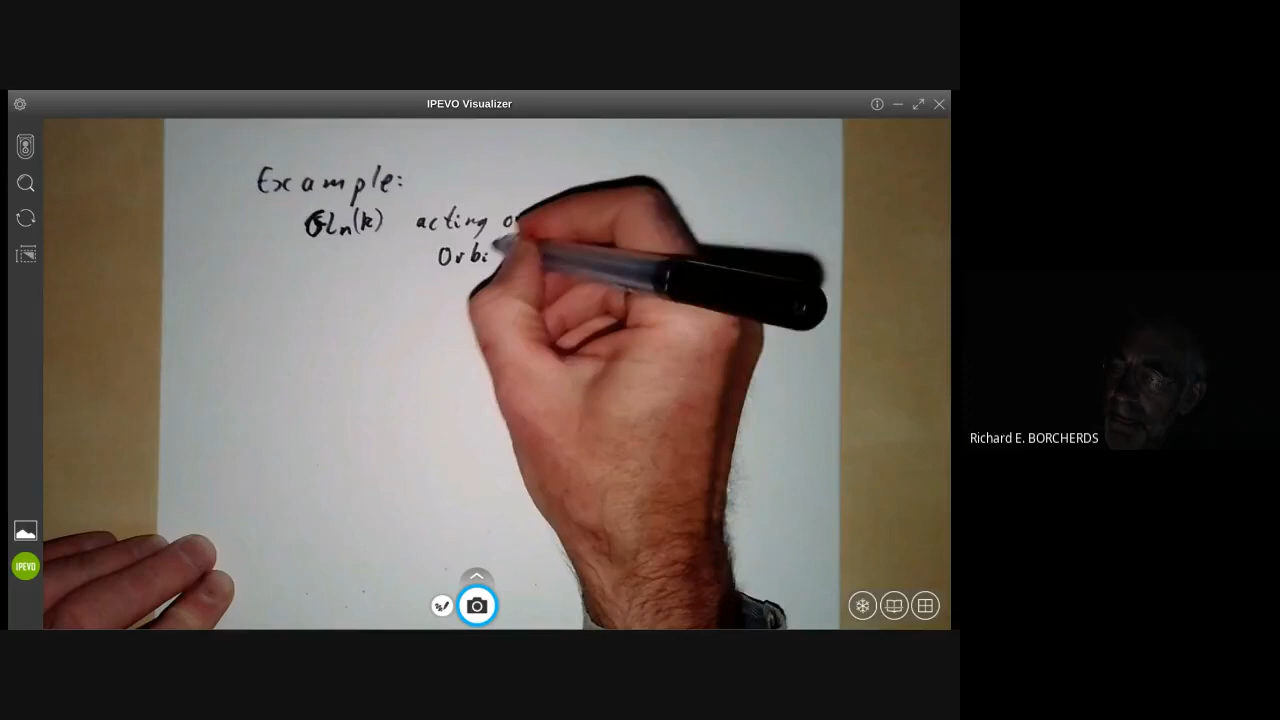 IPEVO Visualizer
Example:
GLn(k) acting o
Orbi
Richard E. BORCHERDS
IPEVO